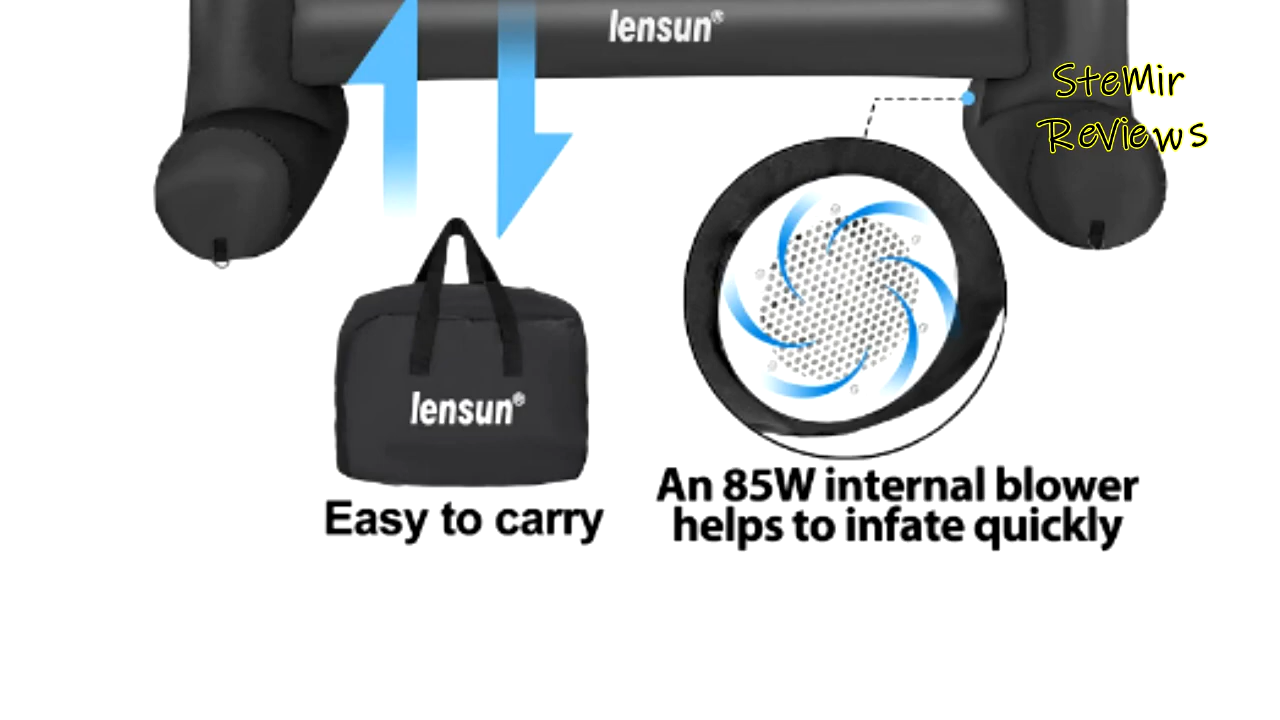 lensun®
SteMir
Reviews
lensun®
Easy to carry
An 85W internal blower
helps to infate quickly